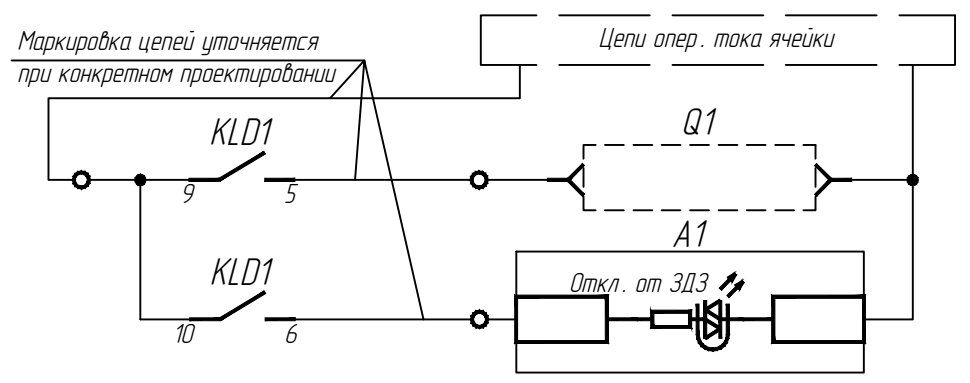 Маркировка цепей уточняется
при конкретном проектировании
Цепи опер. тока ячейки
KLD1
Q1
9
5
A1
KLD1
Откл. от ЗДЗ
10
6